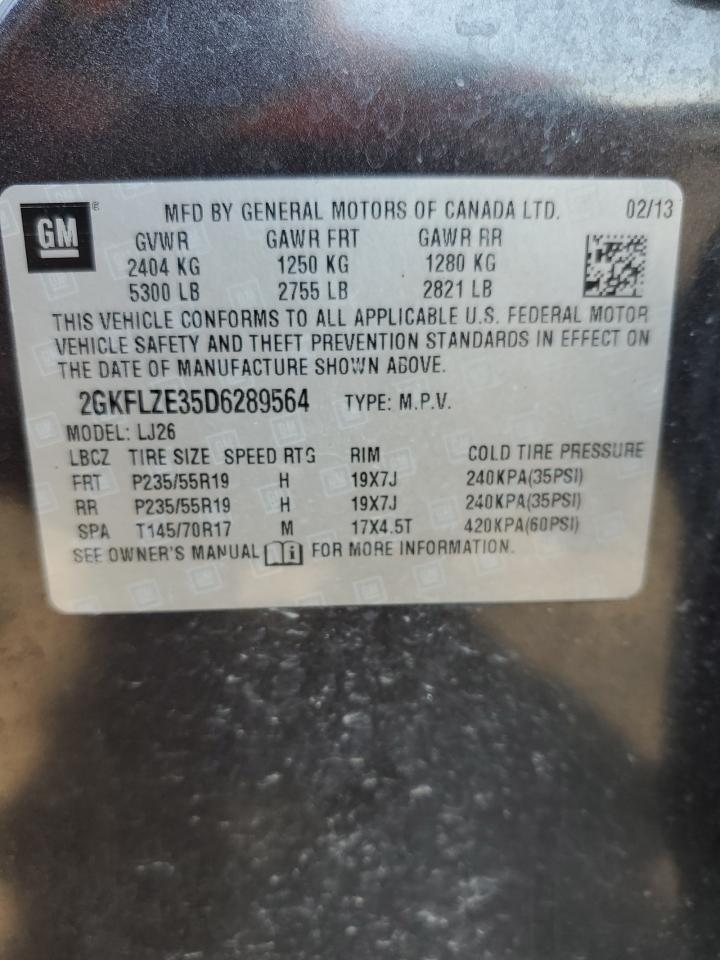 GM®
MFD BY GENERAL MOTORS OF CANADA LTD. 02/13
GVWR GAWR FRT GAWR RR
2404 KG 1250 KG 1280 KG
5300 LB 2755 LB 2821 LB
THIS VEHICLE CONFORMS TO ALL APPLICABLE U.S. FEDERAL MOTOR
VEHICLE SAFETY AND THEFT PREVENTION STANDARDS IN EFFECT ON
THE DATE OF MANUFACTURE SHOWN ABOVE.
2GKFLZE35D6289564 TYPE: M.P.V.
MODEL: LJ26
LBCZ TIRE SIZE SPEED RTG RIM COLD TIRE PRESSURE
FRT P235/55R19 H 19X7J 240KPA(35PSI)
RR P235/55R19 H 19X7J 240KPA(35PSI)
SPA T145/70R17 M 17X4.5T 420KPA(60PSI)
SEE OWNER'S MANUAL FOR MORE INFORMATION.